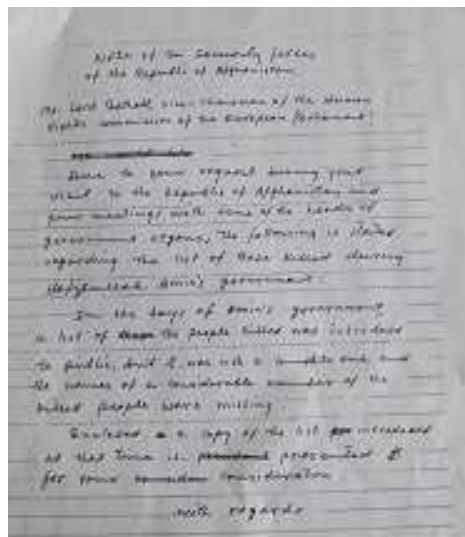 Note of the Security forces
of the Republic of Afghanistan
Mr. Lord Bethell vice-chairman of the Human
Rights commission of the European Parliament!
Due to your request during your
visit to the Republic of Afghanistan and
your meetings with some of the heads of
government organs, the following is stated
regarding the list of those killed during
Hafizullah Amin's government:
In the days of Amin's government
a list of the people killed was introduced
to public, but it was not a complete one and
the names of a considerable number of the
killed people were missing.
Enclosed a copy of the list introduced
at that time is presented
for your consideration
with regards